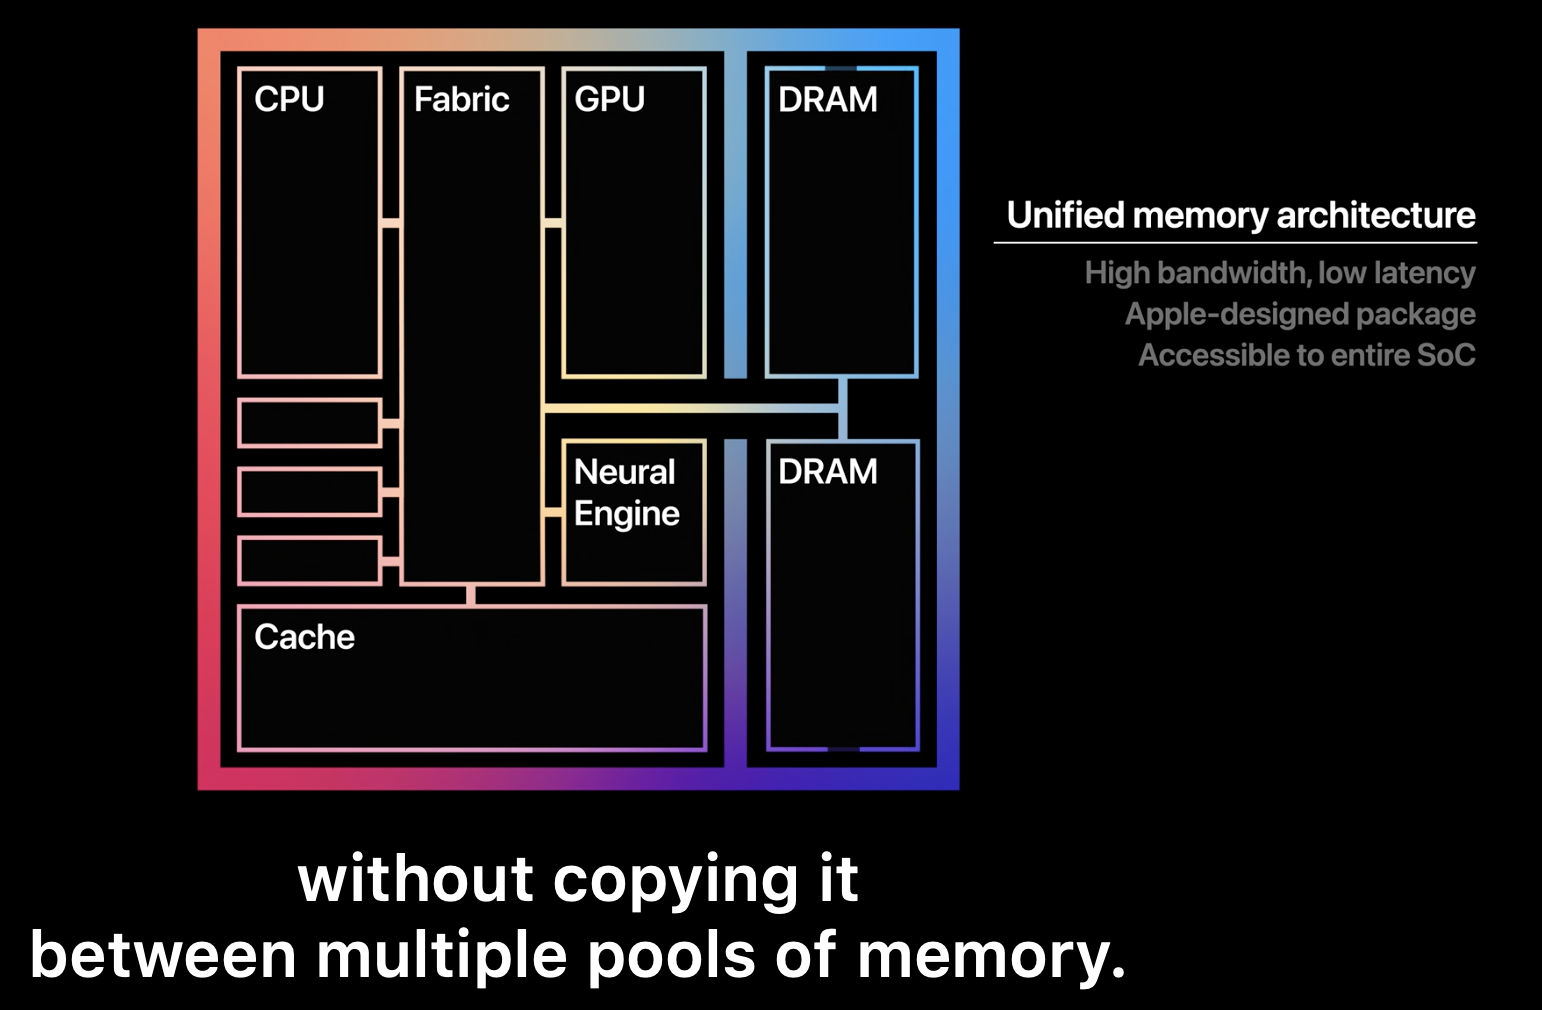 CPU
Fabric
GPU
DRAM
Unified memory architecture
High bandwidth, low latency
Apple-designed package
Accessible to entire SoC
Neural
Engine
DRAM
Cache
without copying it
between multiple pools of memory.